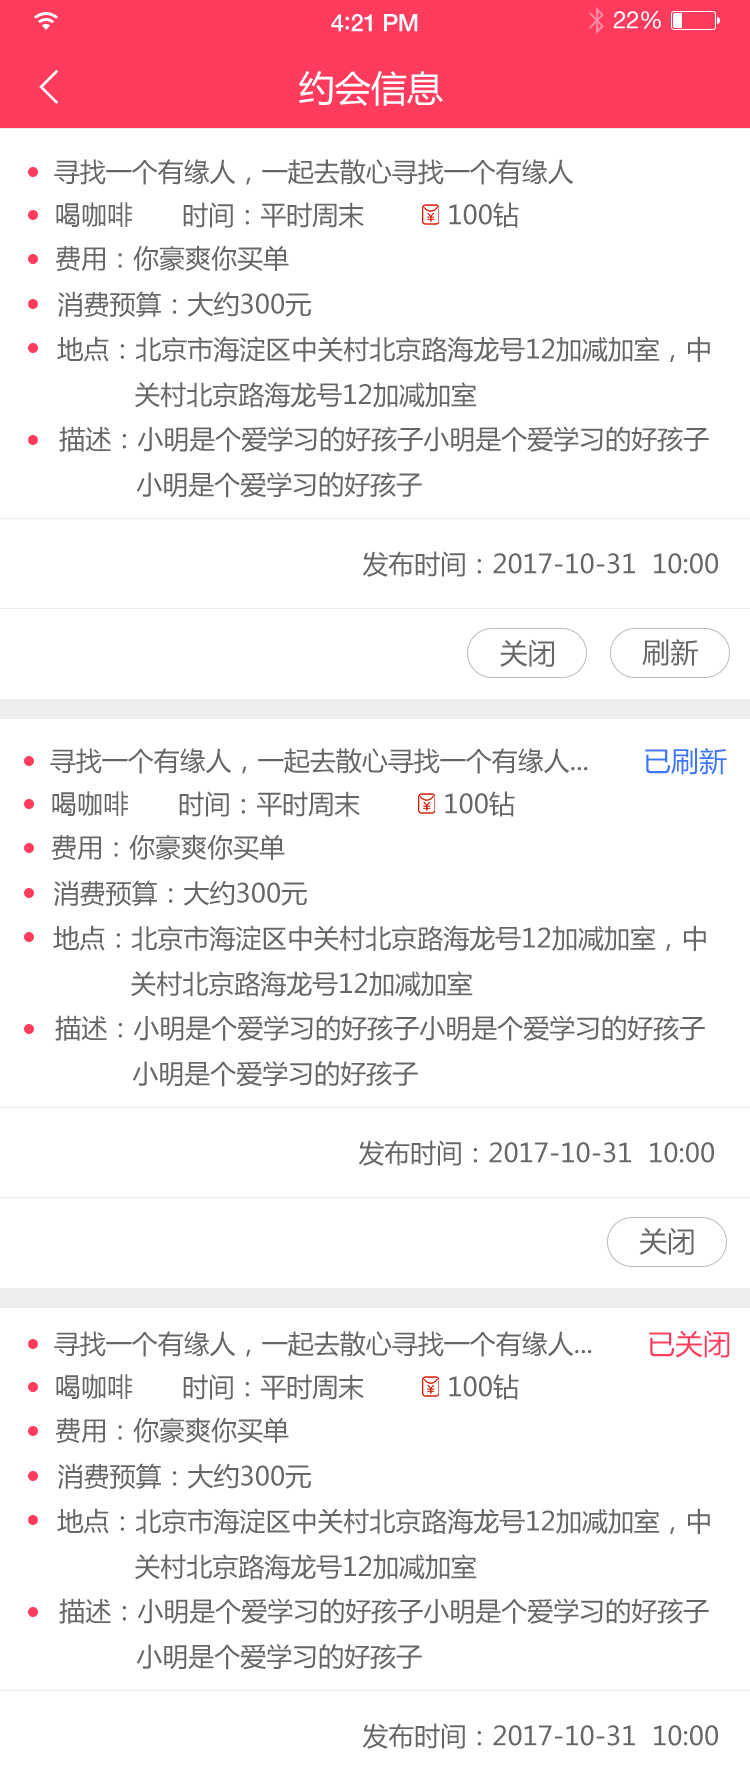 4:21 PM 22%
约会信息
寻找一个有缘人，一起去散心寻找一个有缘人
喝咖啡 时间：平时周末 100钻
费用：你豪爽你买单
消费预算：大约300元
地点：北京市海淀区中关村北京路海龙号12加减加室，中
关村北京路海龙号12加减加室
描述：小明是个爱学习的好孩子小明是个爱学习的好孩子
小明是个爱学习的好孩子
发布时间：2017-10-31 10:00
关闭 刷新
寻找一个有缘人，一起去散心寻找一个有缘人... 已刷新
喝咖啡 时间：平时周末 100钻
费用：你豪爽你买单
消费预算：大约300元
地点：北京市海淀区中关村北京路海龙号12加减加室，中
关村北京路海龙号12加减加室
描述：小明是个爱学习的好孩子小明是个爱学习的好孩子
小明是个爱学习的好孩子
发布时间：2017-10-31 10:00
关闭
寻找一个有缘人，一起去散心寻找一个有缘人... 已关闭
喝咖啡 时间：平时周末 100钻
费用：你豪爽你买单
消费预算：大约300元
地点：北京市海淀区中关村北京路海龙号12加减加室，中
关村北京路海龙号12加减加室
描述：小明是个爱学习的好孩子小明是个爱学习的好孩子
小明是个爱学习的好孩子
发布时间：2017-10-31 10:00